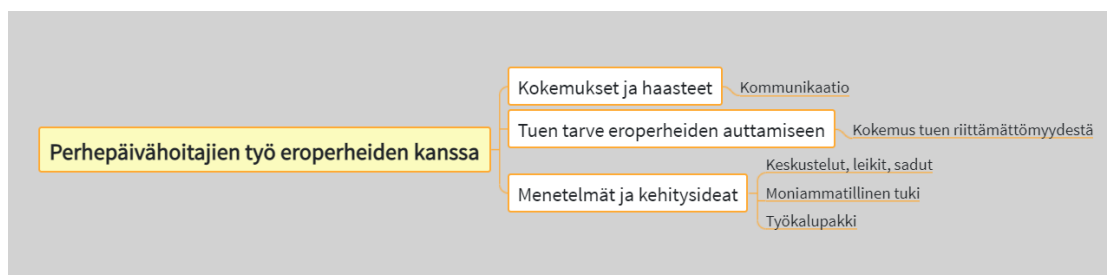 Perhepäivähoitajien työ eroperheiden kanssa
Kokemukset ja haasteet
Kommunikaatio
Tuen tarve eroperheiden auttamiseen
Kokemus tuen riittämättömyydestä
Menetelmät ja kehitysideat
Keskustelut, leikit, sadut
Moniammatillinen tuki
Työkalupakki